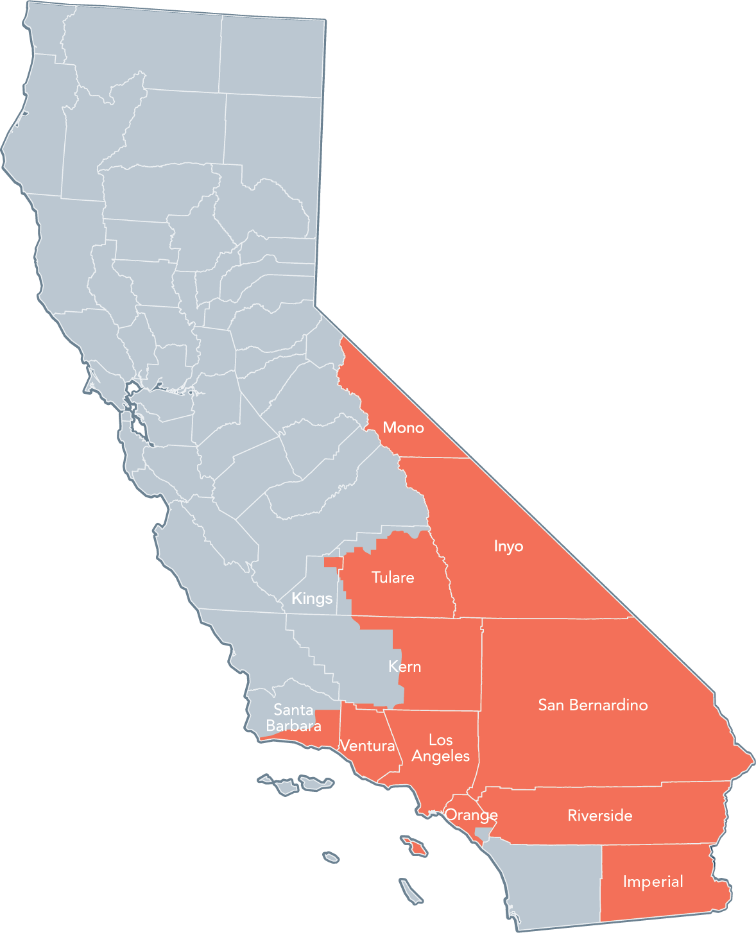 Mono
Inyo
Tulare
Kings
Kern
San Bernardino
Santa
Barbara
Ventura
Los
Angeles
Orange
Riverside
Imperial